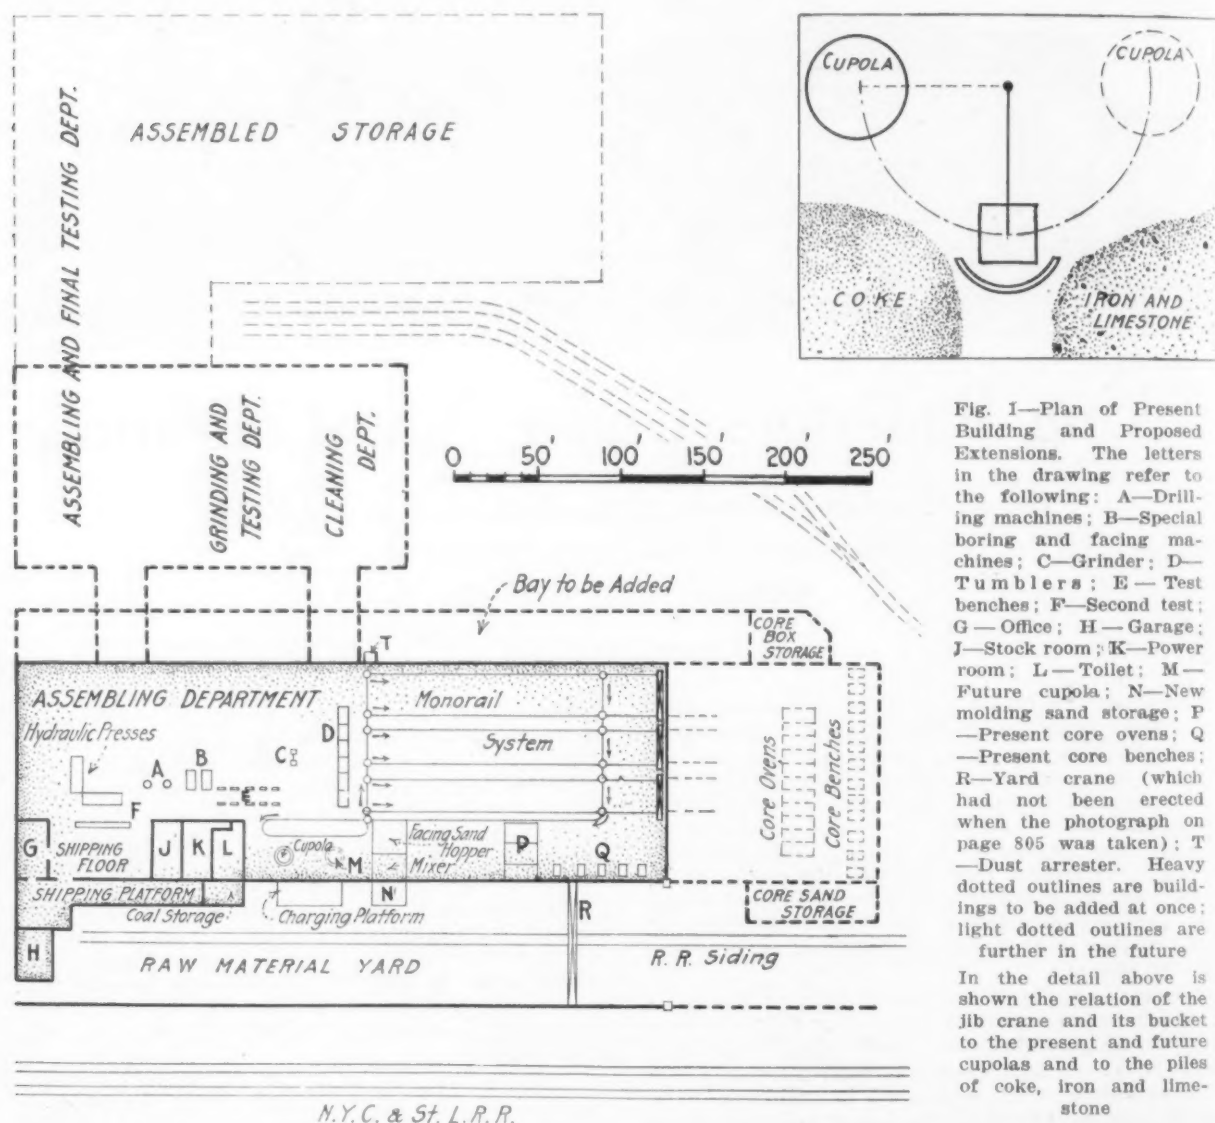 CUPOLA
CUPOLA
COKE
IRON AND
LIMESTONE
ASSEMBLED STORAGE
ASSEMBLING AND FINAL TESTING DEPT.
GRINDING AND
TESTING DEPT.
CLEANING
DEPT.
0 50' 100' 150' 200' 250'
Bay to be Added
CORE
BOX
STORAGE
T
ASSEMBLING DEPARTMENT
Monorail
System
Hydraulic Presses
A
B
C
D
E
F
G
SHIPPING
FLOOR
J
K
L
Cupola
M
Facing Sand
Hopper
Mixer
P
Q
Core Ovens
Core Benches
SHIPPING PLATFORM
Coal Storage
Charging Platform
N
R
CORE SAND
STORAGE
H
RAW MATERIAL YARD
R.R. Siding
N.Y.C. & St. L.R.R.
Fig. 1—Plan of Present
Building and Proposed
Extensions. The letters
in the drawing refer to
the following: A—Drill-
ing machines; B—Special
boring and facing ma-
chines; C—Grinder; D—
Tumblers; E—Test
benches; F—Second test;
G—Office; H—Garage;
J—Stock room; K—Power
room; L—Toilet; M—
Future cupola; N—New
molding sand storage; P
—Present core ovens; Q
—Present core benches;
R—Yard crane (which
had not been erected
when the photograph on
page 805 was taken); T
—Dust arrester. Heavy
dotted outlines are build-
ings to be added at once;
light dotted outlines are
further in the future
In the detail above is
shown the relation of the
jib crane and its bucket
to the present and future
cupolas and to the piles
of coke, iron and lime-
stone